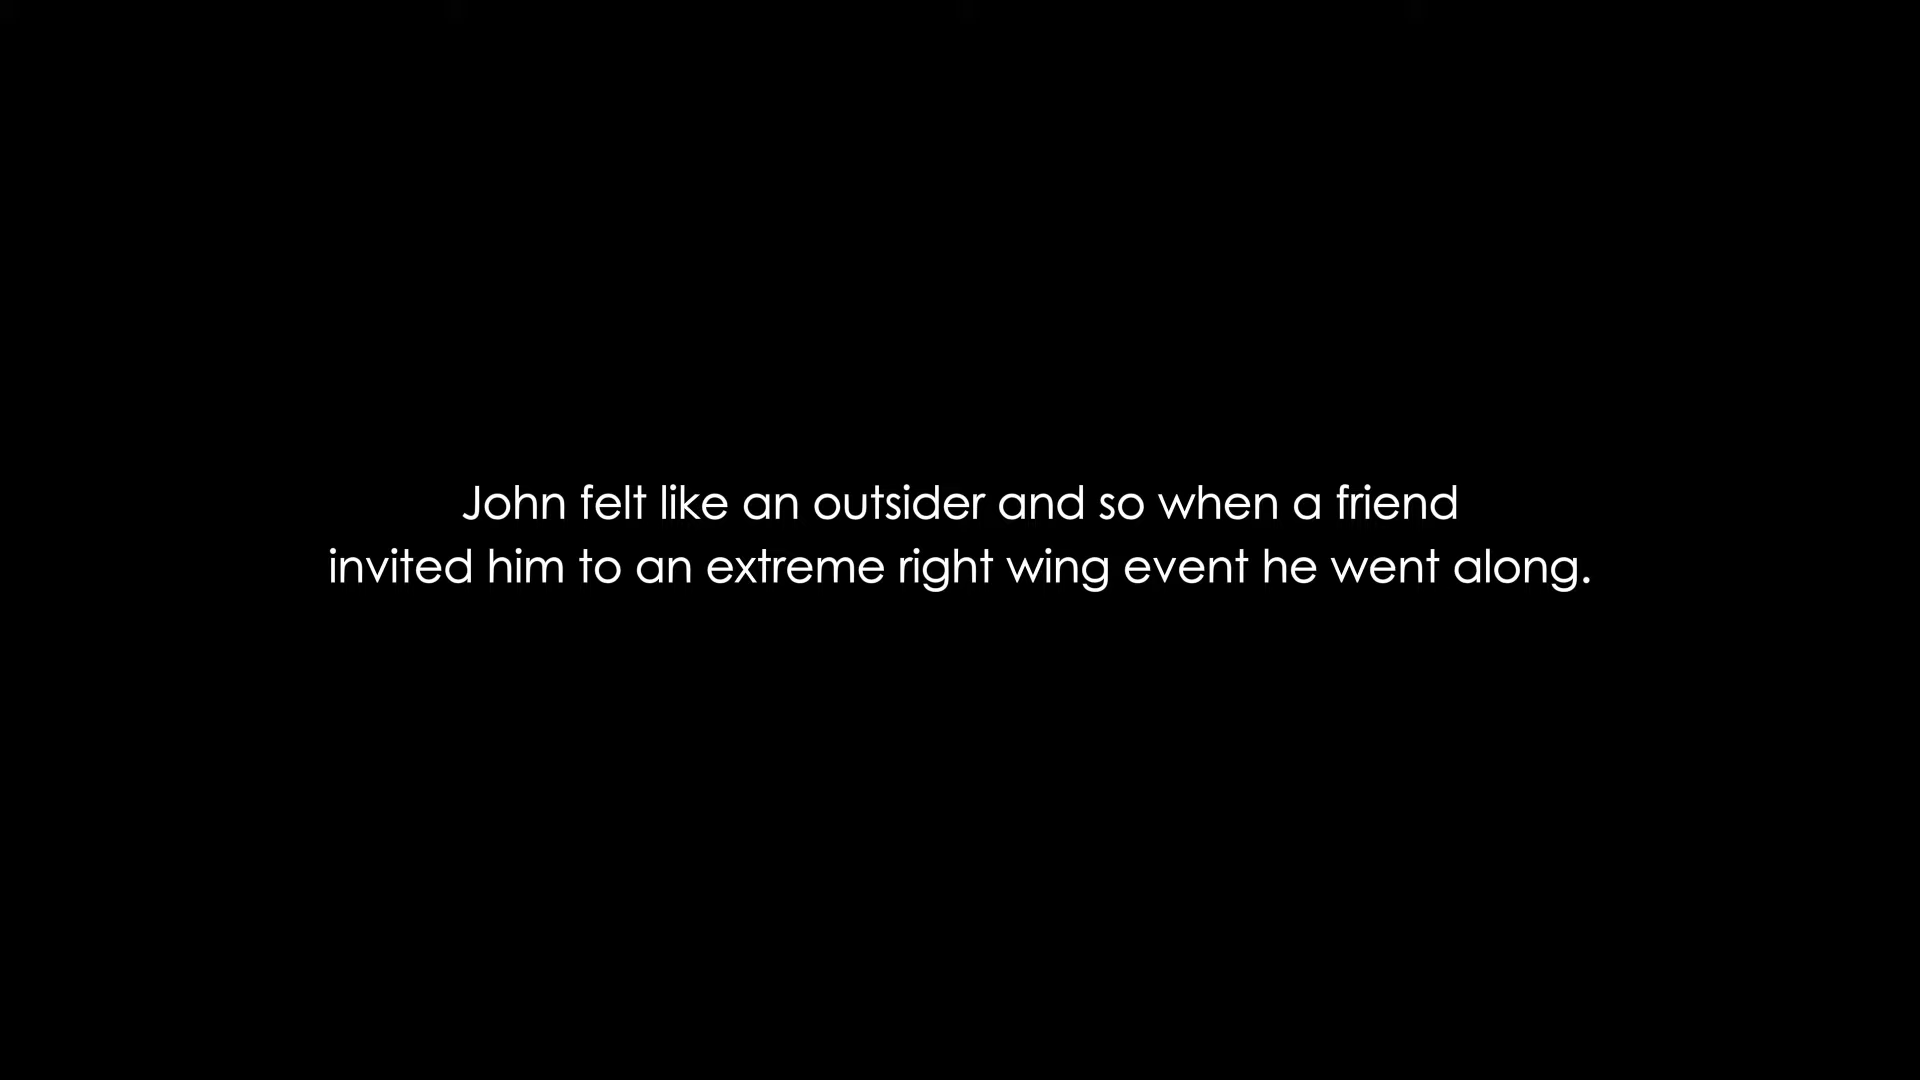 John felt like an outsider and so when a friend
invited him to an extreme right wing event he went along.